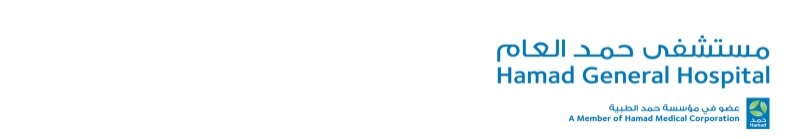 مستشفى حمد العام
Hamad General Hospital
عضو في مؤسسة حمد الطبية
A Member of Hamad Medical Corporation
حمد
Hamad